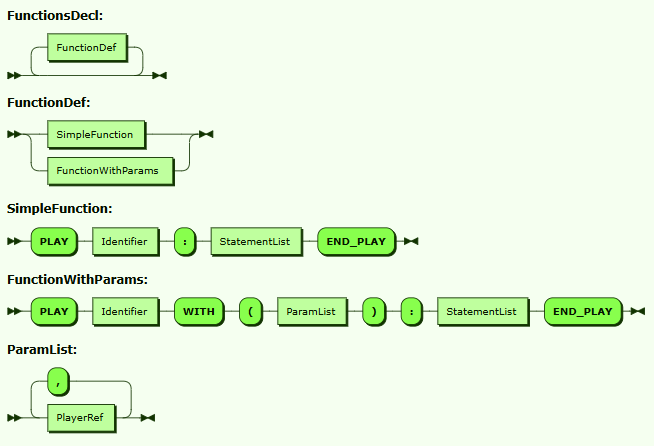 FunctionsDecl:
FunctionDef
FunctionDef:
SimpleFunction
FunctionWithParams
SimpleFunction:
PLAY Identifier : StatementList END_PLAY
FunctionWithParams:
PLAY Identifier WITH ( ParamList ) : StatementList END_PLAY
ParamList:
,
PlayerRef